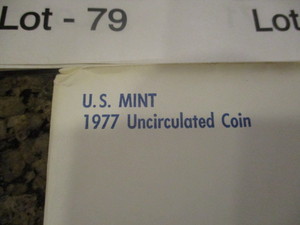 Lot - 79 Lot
U.S. MINT
1977 Uncirculated Coin